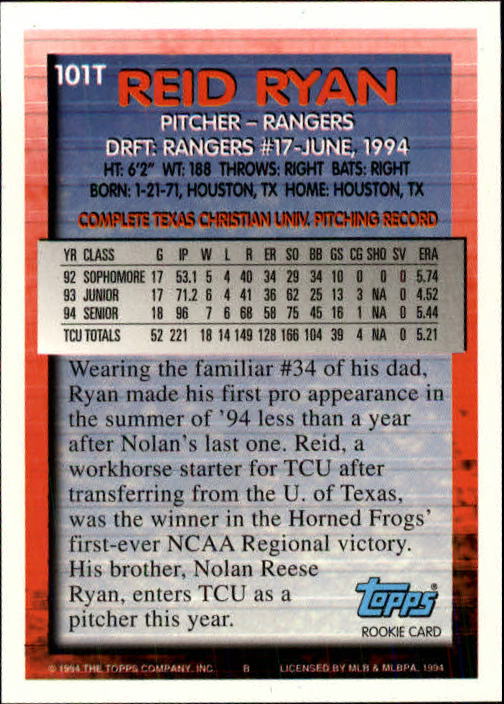 101T
REID RYAN
PITCHER – RANGERS
DRFT: RANGERS #17-JUNE, 1994
HT: 6'2" WT: 188 THROWS: RIGHT BATS: RIGHT
BORN: 1-21-71, HOUSTON, TX HOME: HOUSTON, TX
COMPLETE TEXAS CHRISTIAN UNIV. PITCHING RECORD
YR CLASS G IP W L R ER SO BB GS CG SHO SV ERA
92 SOPHOMORE 17 53.1 5 4 40 34 29 34 10 0 0 0 5.74
93 JUNIOR 17 71.2 6 4 41 36 62 25 13 3 NA 0 4.52
94 SENIOR 18 96 7 6 68 58 75 45 16 1 NA 0 5.44
TCU TOTALS 52 221 18 14 149 128 166 104 39 4 NA 0 5.21
Wearing the familiar #34 of his dad,
Ryan made his first pro appearance in
the summer of '94 less than a year
after Nolan's last one. Reid, a
workhorse starter for TCU after
transferring from the U. of Texas,
was the winner in the Horned Frogs'
first-ever NCAA Regional victory.
His brother, Nolan Reese
Ryan, enters TCU as a
pitcher this year.
Topps®
ROOKIE CARD
© 1994 THE TOPPS COMPANY, INC. B LICENSED BY MLB & MLBPA, 1994